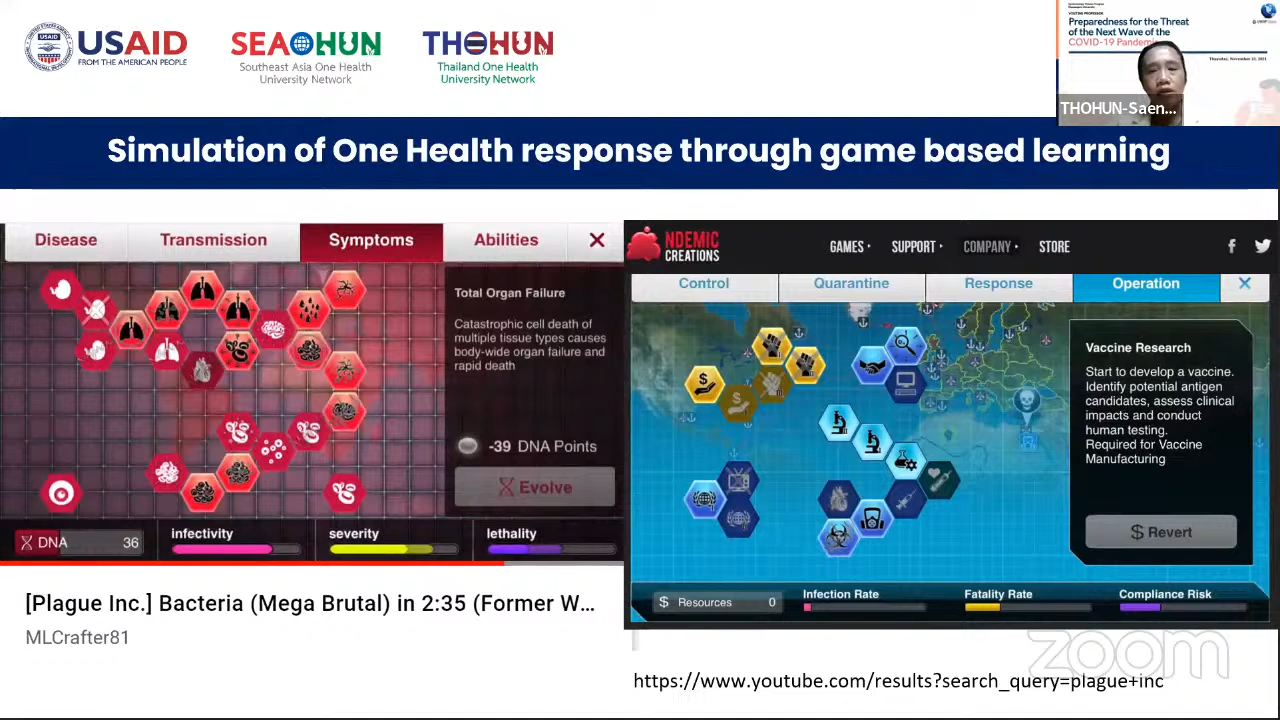 USAID
FROM THE AMERICAN PEOPLE
SEAOHUN
Southeast Asia One Health
University Network
THOHUN
Thailand One Health
University Network
Preparedness for the Threat
of the Next Wave of the
COVID-19 Pandemic
Thursday, November 25, 2021
THOHUN-Saen...
Simulation of One Health response through game based learning
Disease
Transmission
Symptoms
Abilities
X
Total Organ Failure
Catastrophic cell death of
multiple tissue types causes
body-wide organ failure and
rapid death
-39 DNA Points
Evolve
DNA 36
infectivity
severity
lethality
[Plague Inc.] Bacteria (Mega Brutal) in 2:35 (Former W...
MLCrafter81
NDEMIC
CREATIONS
GAMES
SUPPORT
COMPANY
STORE
Control
Quarantine
Response
Operation
X
Vaccine Research
Start to develop a vaccine.
Identify potential antigen
candidates, assess clinical
impacts and conduct
human testing.
Required for Vaccine
Manufacturing
$ Revert
$ Resources 0
Infection Rate
Fatality Rate
Compliance Risk
zoom
https://www.youtube.com/results?search_query=plague+inc